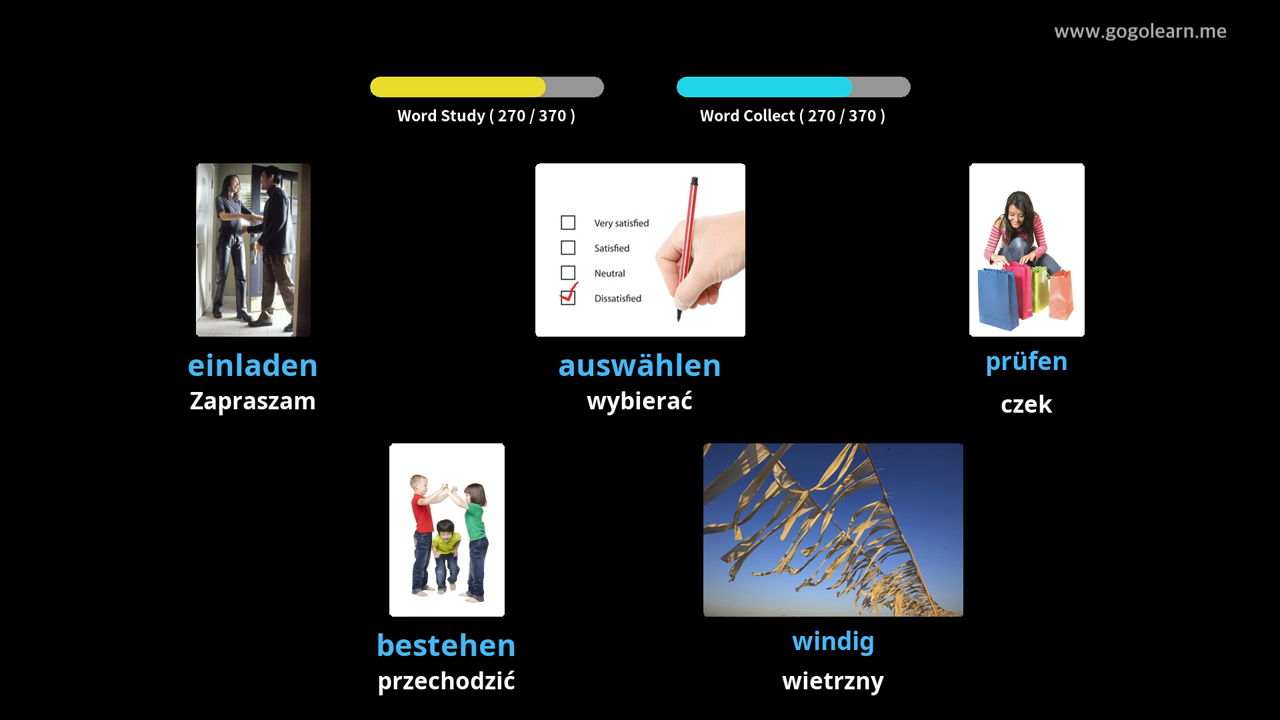 www.gogolearn.me
Word Study ( 270 / 370 )
Word Collect ( 270 / 370 )
Very satisfied
Satisfied
Neutral
Dissatisfied
einladen
Zapraszam
auswählen
wybierać
prüfen
czek
bestehen
przechodzić
windig
wietrzny